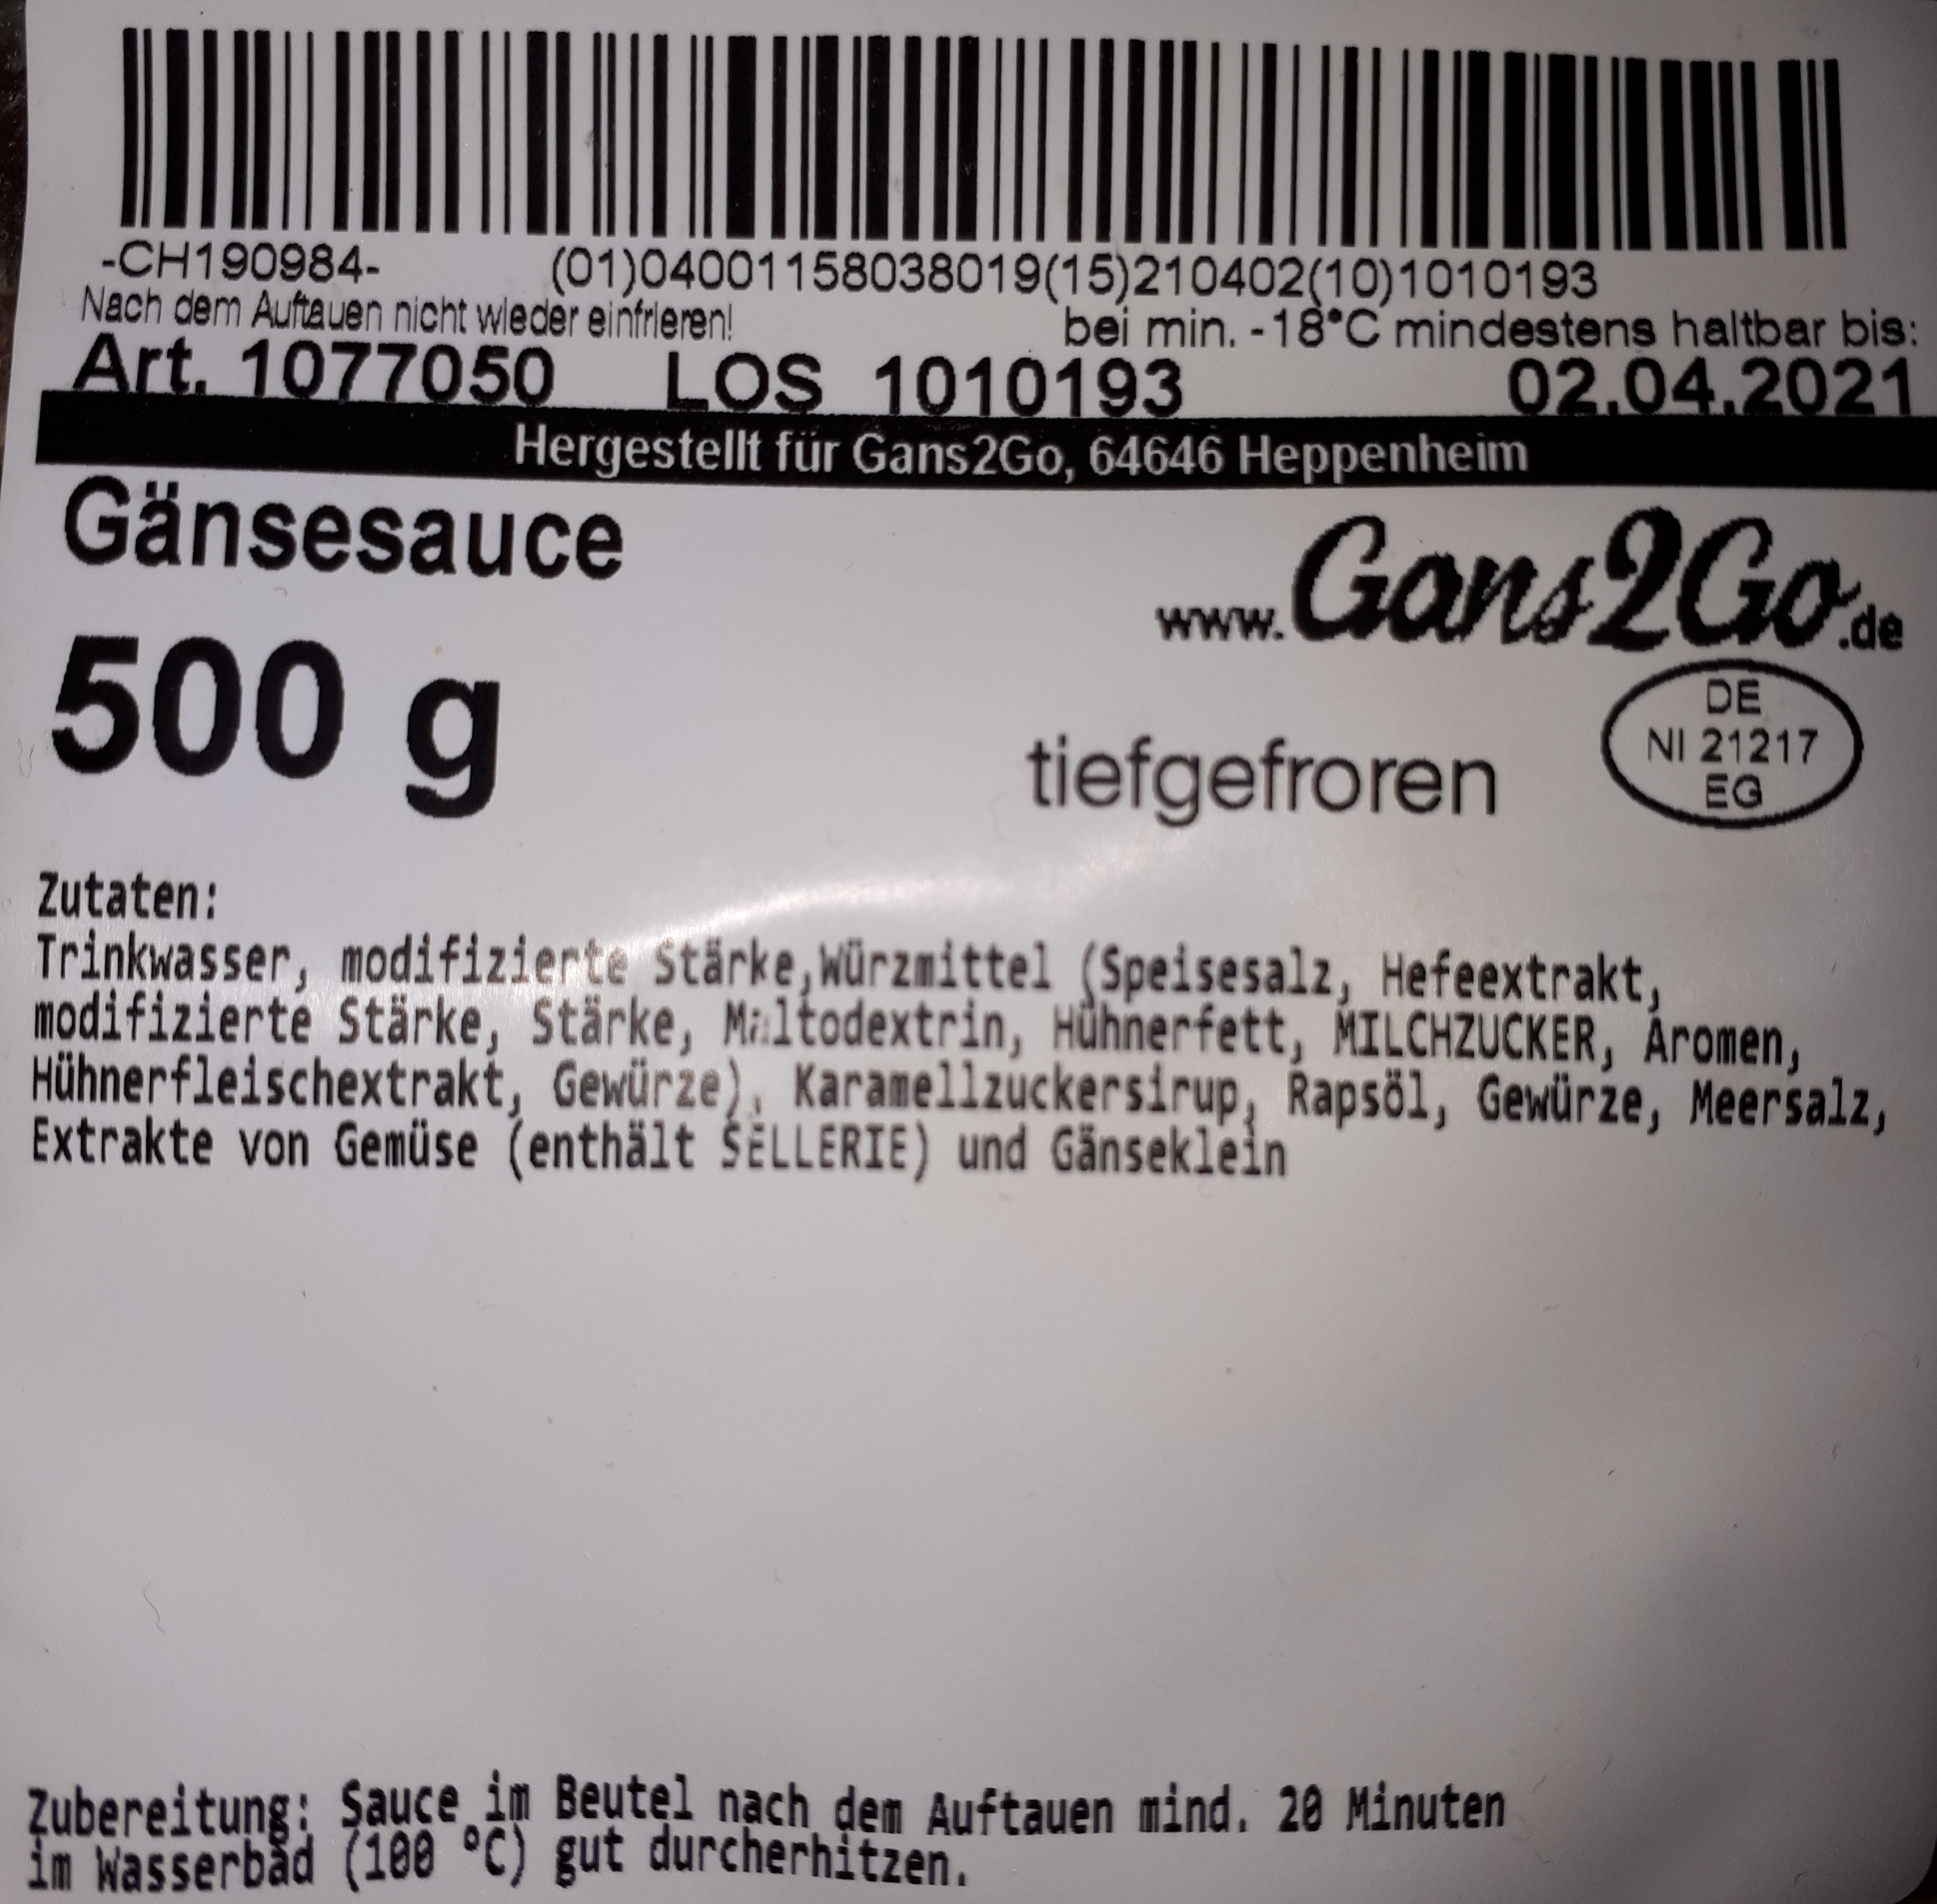 -CH190984- (01)04001158038019(15)210402(10)1010193
Nach dem Auftauen nicht wieder einfrieren! bei min. -18°C mindestens haltbar bis:
Art. 1077050 LOS 1010193 02.04.2021
Hergestellt für Gans2Go, 64646 Heppenheim
Gänsesauce
www.Gans2Go.de
500 g
tiefgefroren
DE
NI 21217
EG
Zutaten:
Trinkwasser, modifizierte Stärke,Würzmittel (Speisesalz, Hefeextrakt,
modifizierte Stärke, Stärke, Maltodextrin, Hühnerfett, MILCHZUCKER, Aromen,
Hühnerfleischextrakt, Gewürze), Karamellzuckersirup, Rapsöl, Gewürze, Meersalz,
Extrakte von Gemüse (enthält SELLERIE) und Gänseklein
Zubereitung: Sauce im Beutel nach dem Auftauen mind. 20 Minuten
im Wasserbad (100 °C) gut durcherhitzen.